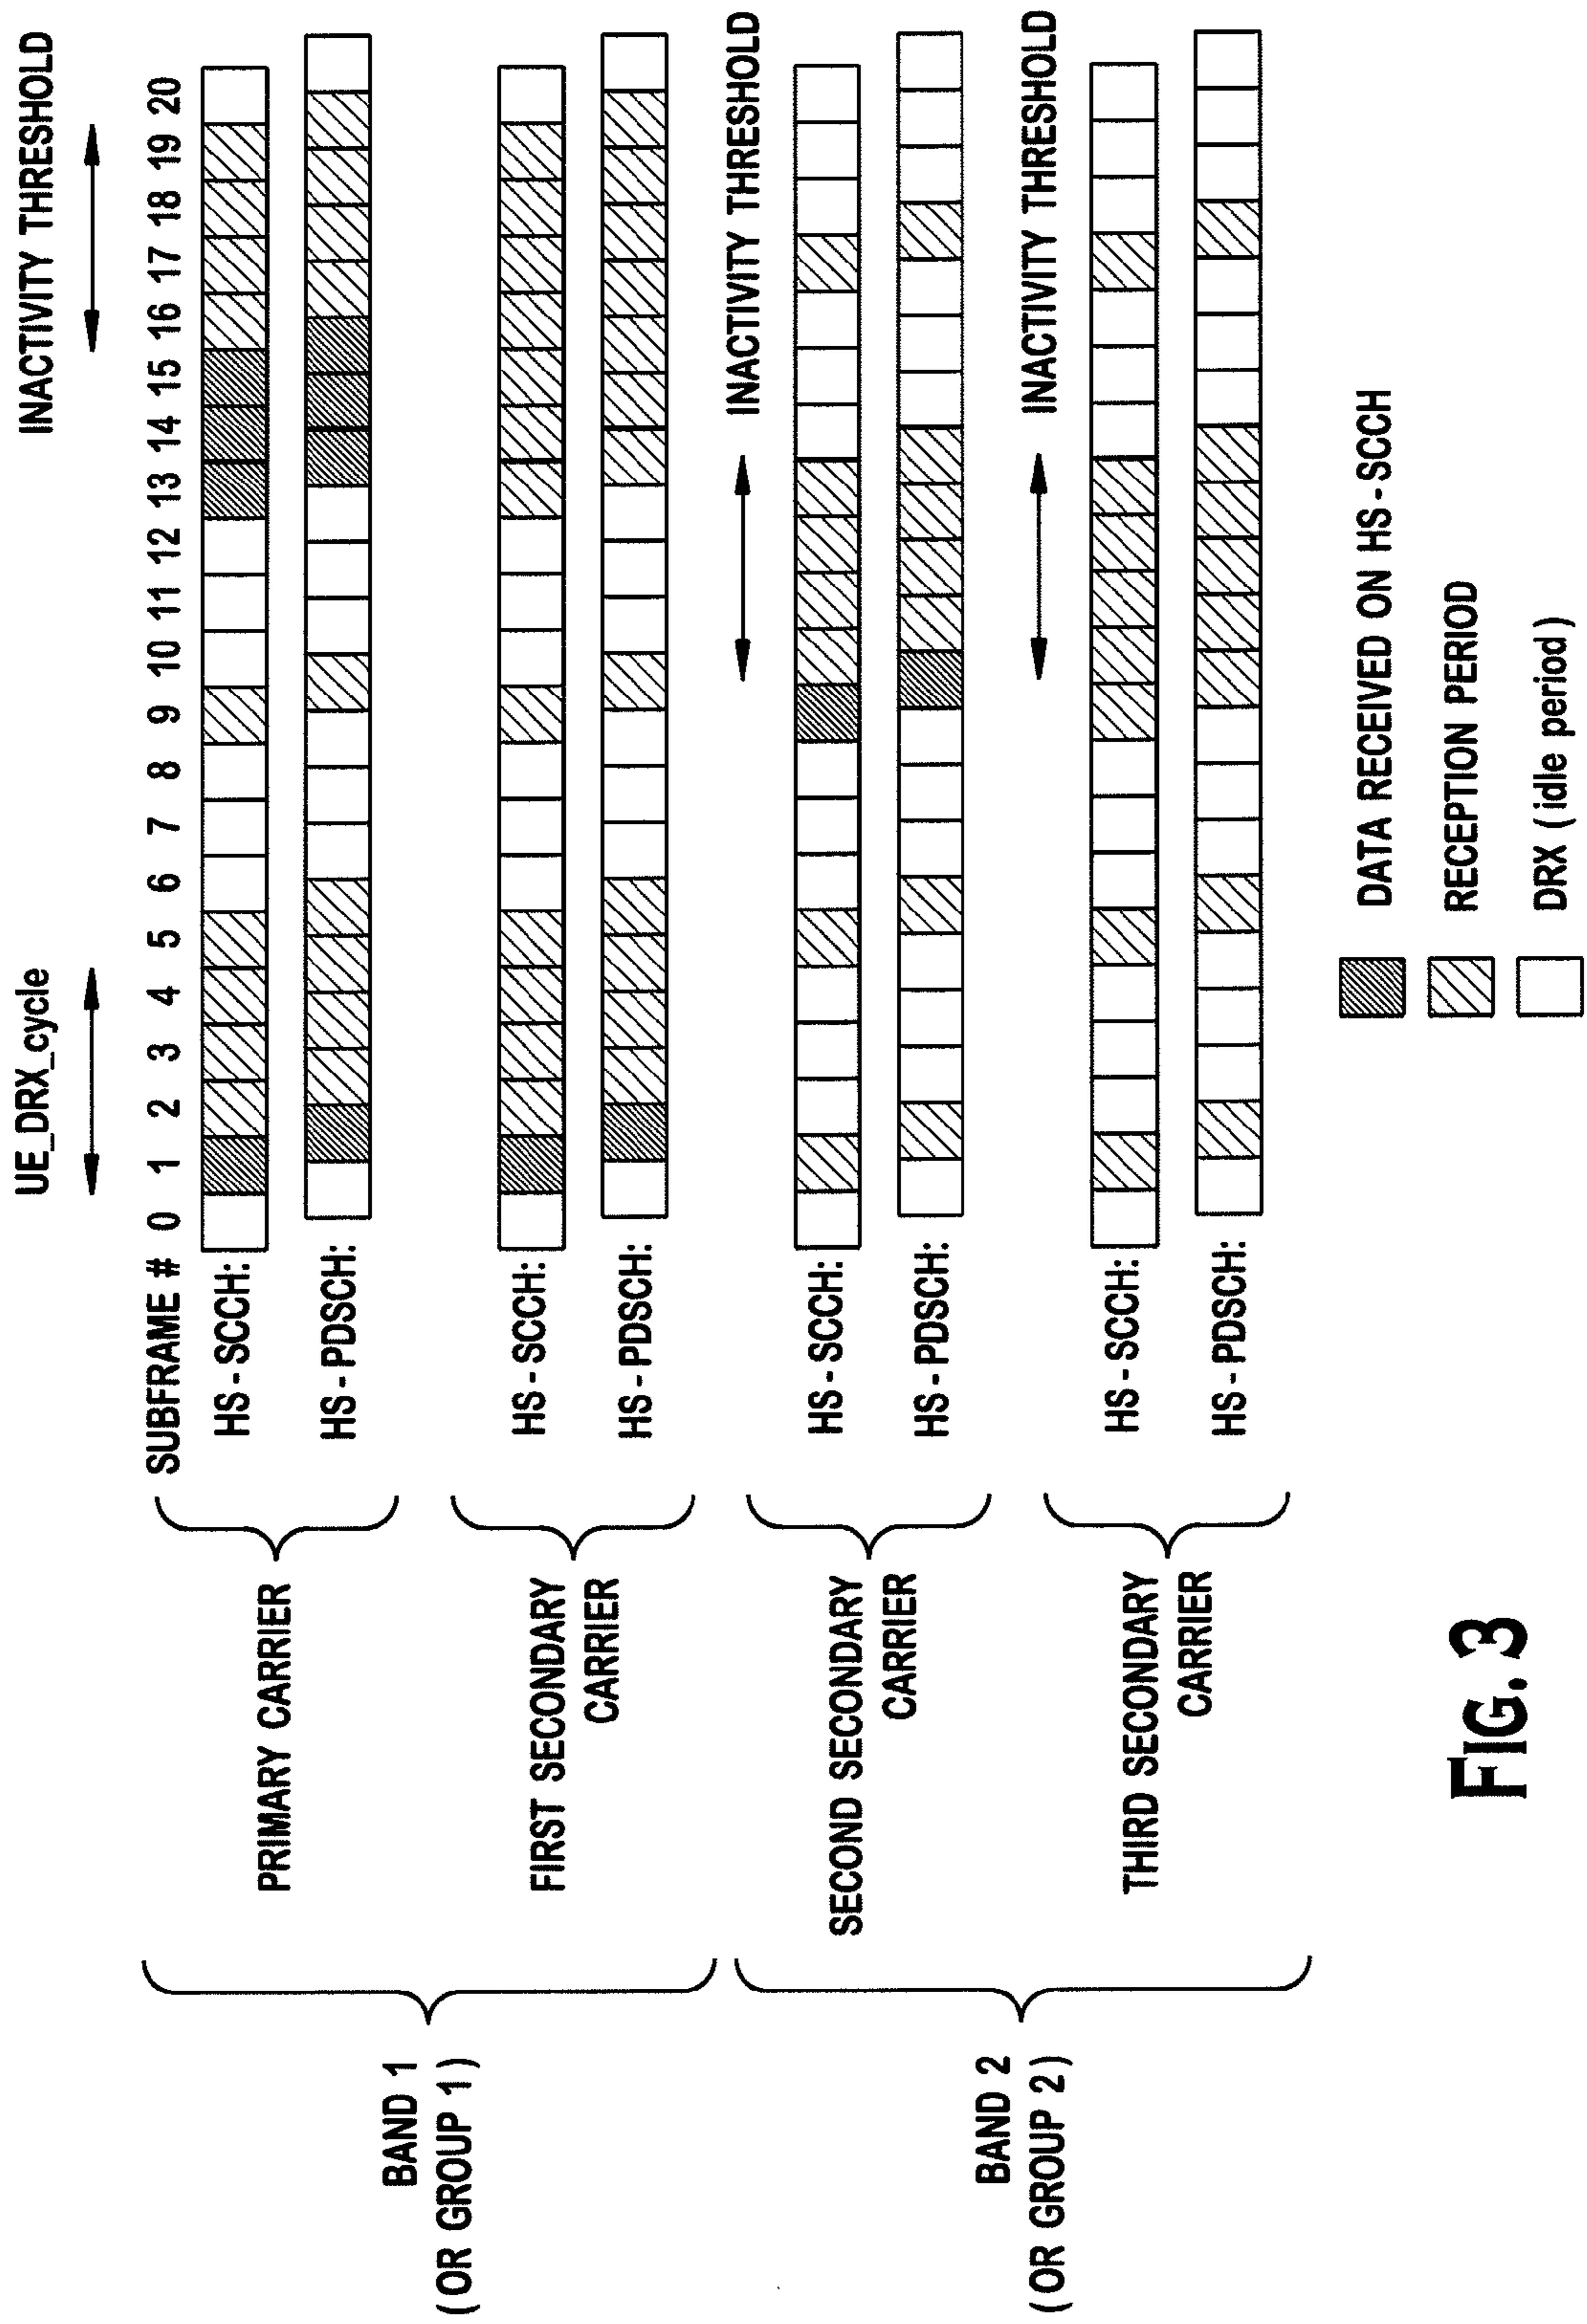 UE_DRX_cycle
INACTIVITY THRESHOLD
SUBFRAME # 0 1 2 3 4 5 6 7 8 9 10 11 12 13 14 15 16 17 18 19 20
BAND 1
(OR GROUP 1)
PRIMARY CARRIER
HS-SCCH:
HS-PDSCH:
FIRST SECONDARY
CARRIER
HS-SCCH:
HS-PDSCH:
INACTIVITY THRESHOLD
BAND 2
(OR GROUP 2)
SECOND SECONDARY
CARRIER
HS-SCCH:
HS-PDSCH:
INACTIVITY THRESHOLD
THIRD SECONDARY
CARRIER
HS-SCCH:
HS-PDSCH:
DATA RECEIVED ON HS-SCCH
RECEPTION PERIOD
DRX (idle period)
FIG. 3